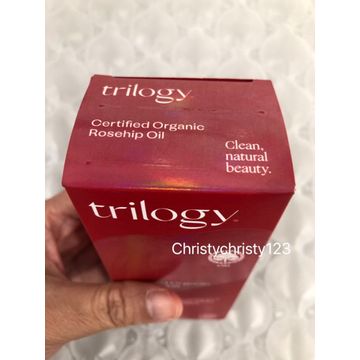 trilogy
Certified Organic
Rosehip Oil
Clean,
natural
beauty.
trilogy
Christychristy123